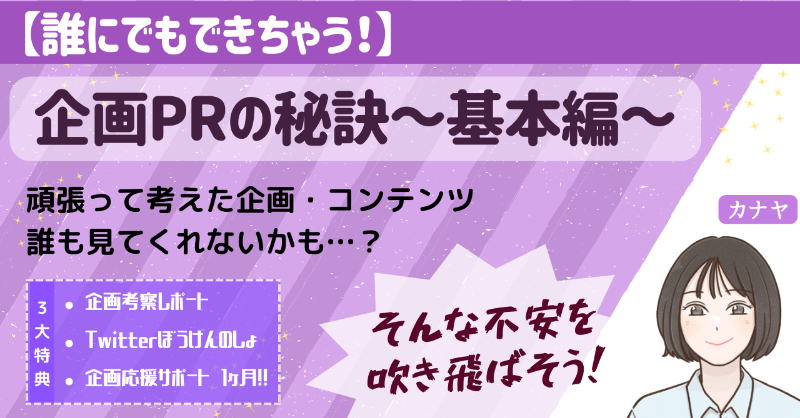 【誰にでもできちゃう!】
企画PRの秘訣〜基本編〜
頑張って考えた企画・コンテンツ
誰も見てくれないかも…？
カナヤ
3大特典
• 企画考察レポート
• Twitterぼうけんのしょ
• 企画応援サポート 1ヶ月!!
そんな不安を
吹き飛ばそう!